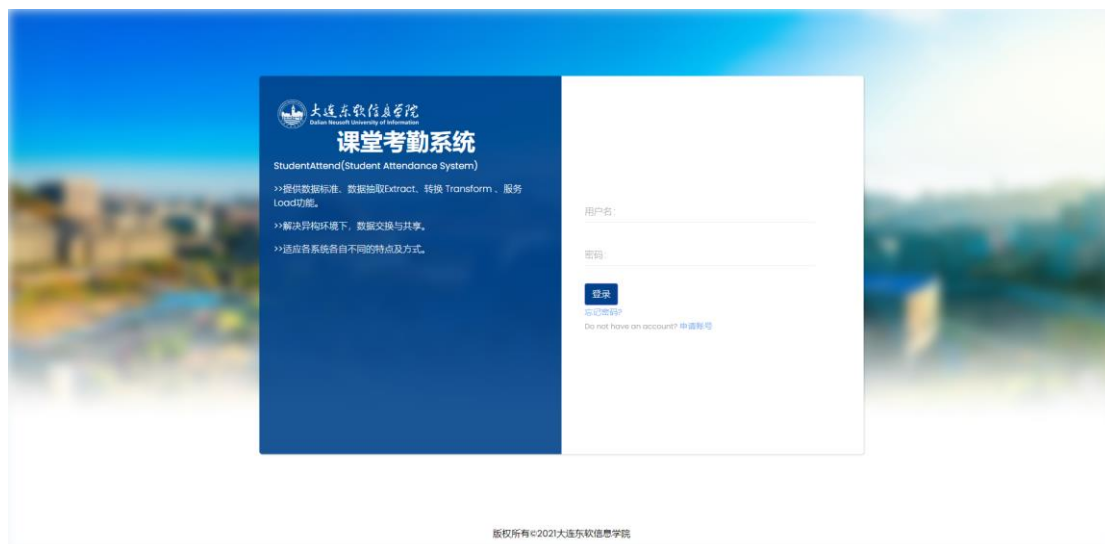 大连东软信息学院
Dalian Neusoft University of Information
课堂考勤系统
StudentAttend(Student Attendance System)
>>提供数据标准、数据抽取Extract、转换 Transform 、服务
Load功能。
>>解决异构环境下，数据交换与共享。
>>适应各系统各自不同的特点及方式。
用户名：
密码：
登录
忘记密码?
Do not have an account? 申请账号
版权所有©2021大连东软信息学院